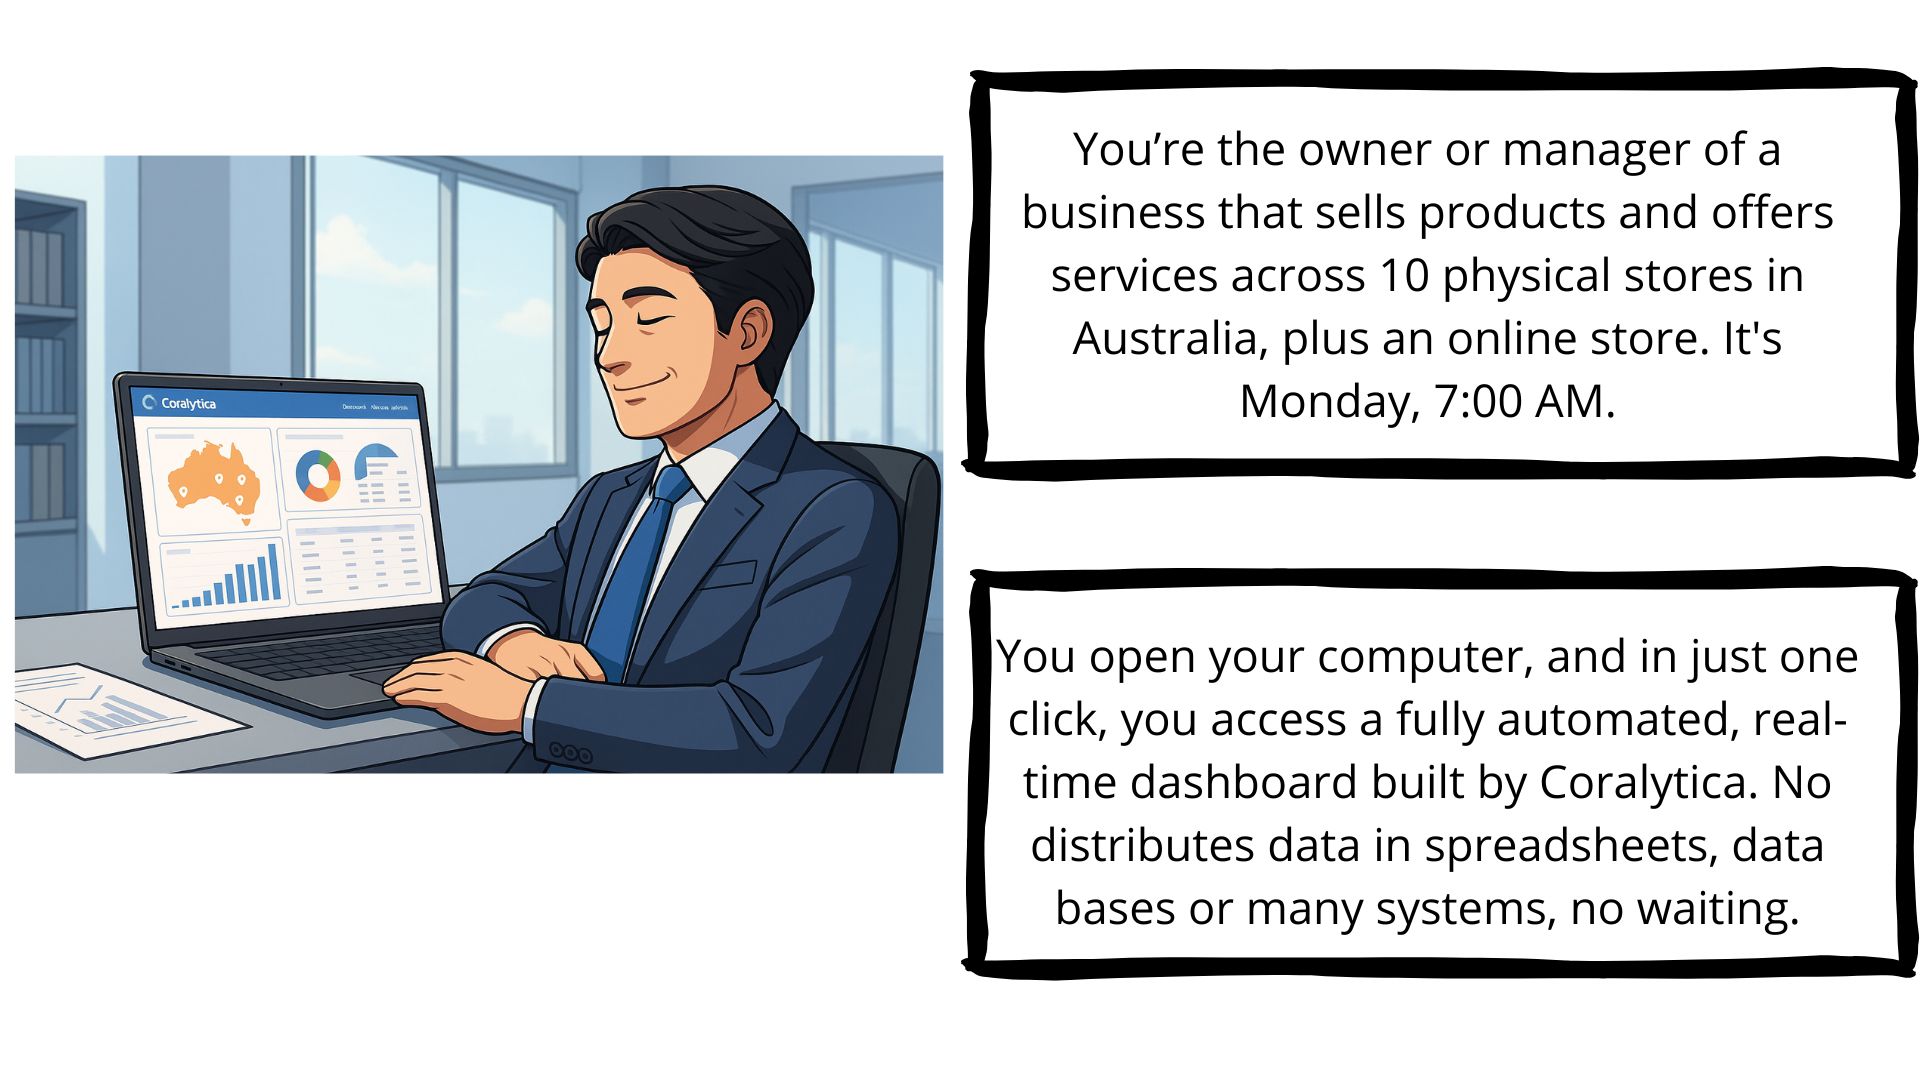 Coralytica
You’re the owner or manager of a
business that sells products and offers
services across 10 physical stores in
Australia, plus an online store. It's
Monday, 7:00 AM.
You open your computer, and in just one
click, you access a fully automated, real-
time dashboard built by Coralytica. No
distributes data in spreadsheets, data
bases or many systems, no waiting.